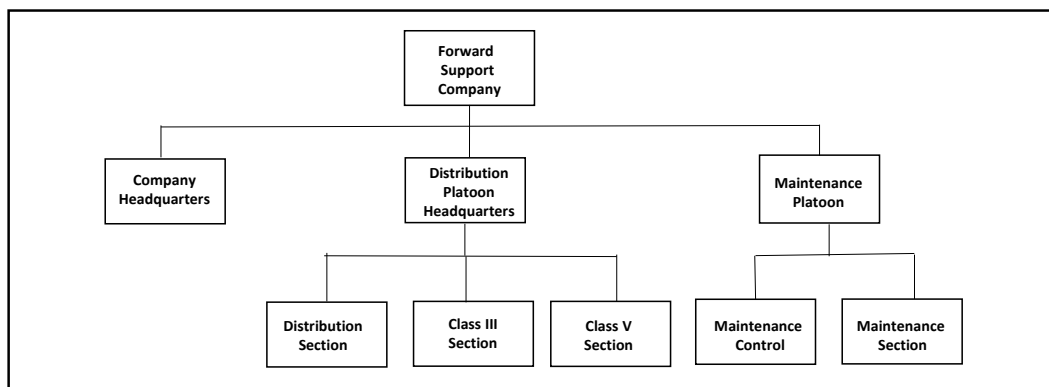 Forward
Support
Company
Company
Headquarters
Distribution
Platoon
Headquarters
Maintenance
Platoon
Distribution
Section
Class III
Section
Class V
Section
Maintenance
Control
Maintenance
Section